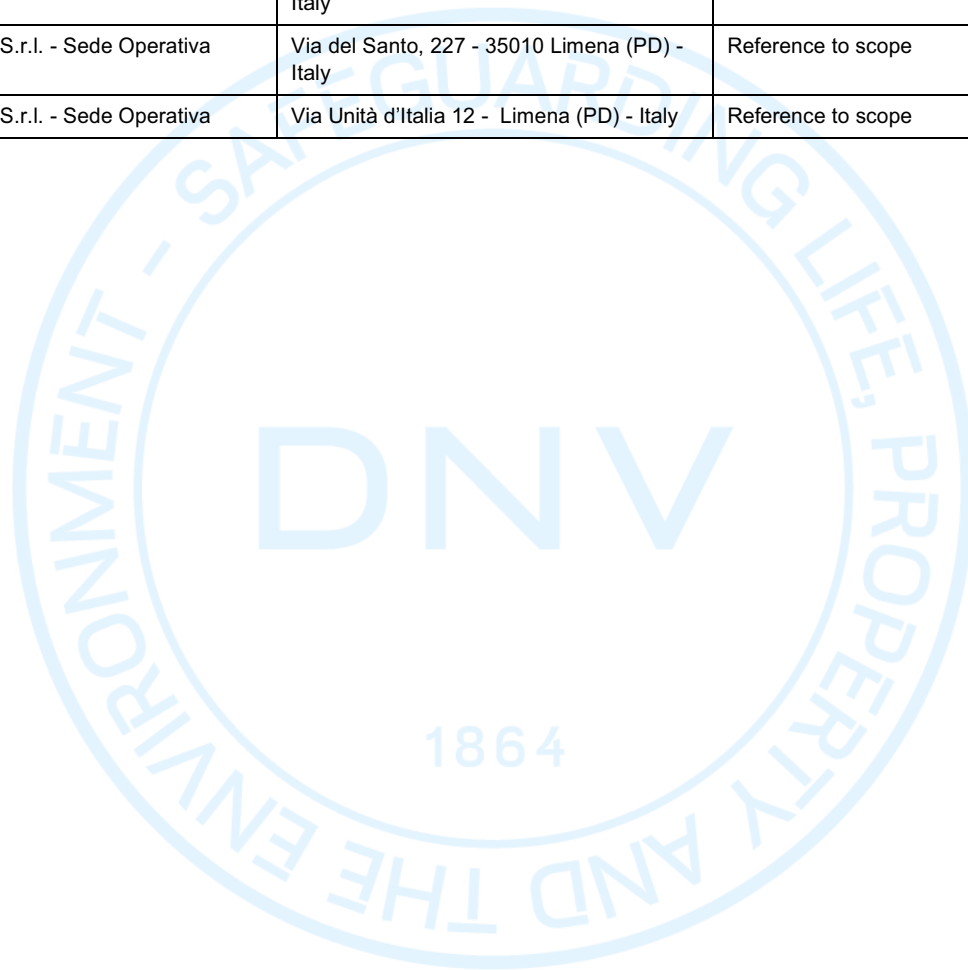 Italy
S.r.l. - Sede Operativa
Via del Santo, 227 - 35010 Limena (PD) -
Italy
Reference to scope
S.r.l. - Sede Operativa
Via Unità d'Italia 12 - Limena (PD) - Italy
Reference to scope
SAFEGUARDING LIFE, PROPERTY AND THE ENVIRONMENT -
DNV
1864